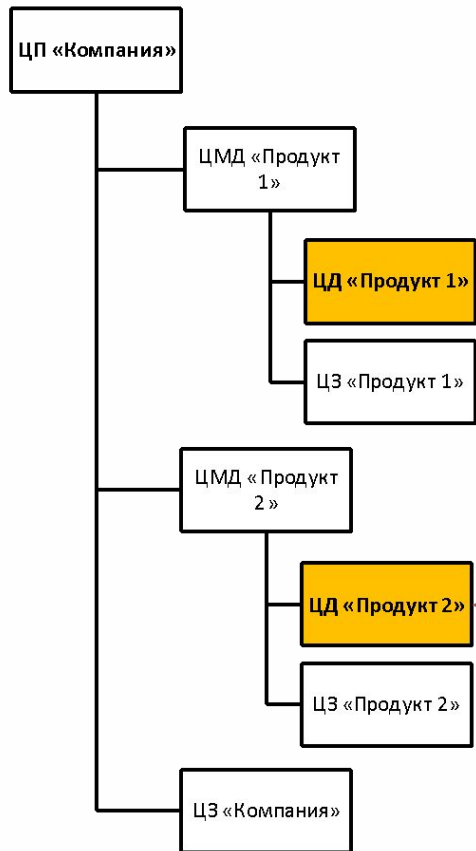 ЦП «Компания»
ЦМД «Продукт
1»
ЦД «Продукт 1»
ЦЗ «Продукт 1»
ЦМД «Продукт
2»
ЦД «Продукт 2»
ЦЗ «Продукт 2»
ЦЗ «Компания»